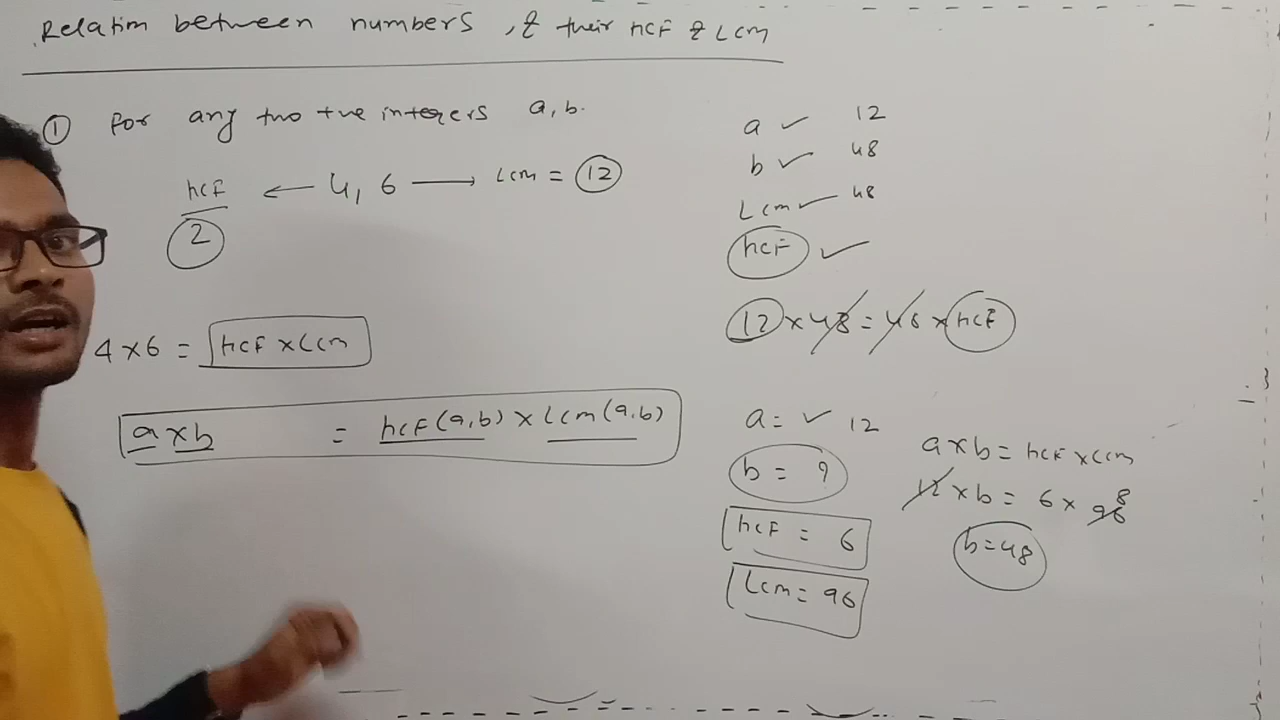 Relation between numbers, & their HCF & LCM
① For any two +ve integers a, b.
HCF ← 4, 6 → LCM = 12
2
4 x 6 = HCF x LCM
a x b = HCF(a,b) x LCM(a,b)
a ✓ 12
b ✓ 48
LCM ✓ 48
HCF ✓
12 x 48 = 48 x HCF
a = ✓ 12
b = ?
HCF = 6
LCM = 96
a x b = HCF x LCM
12 x b = 6 x 96 8
b = 48